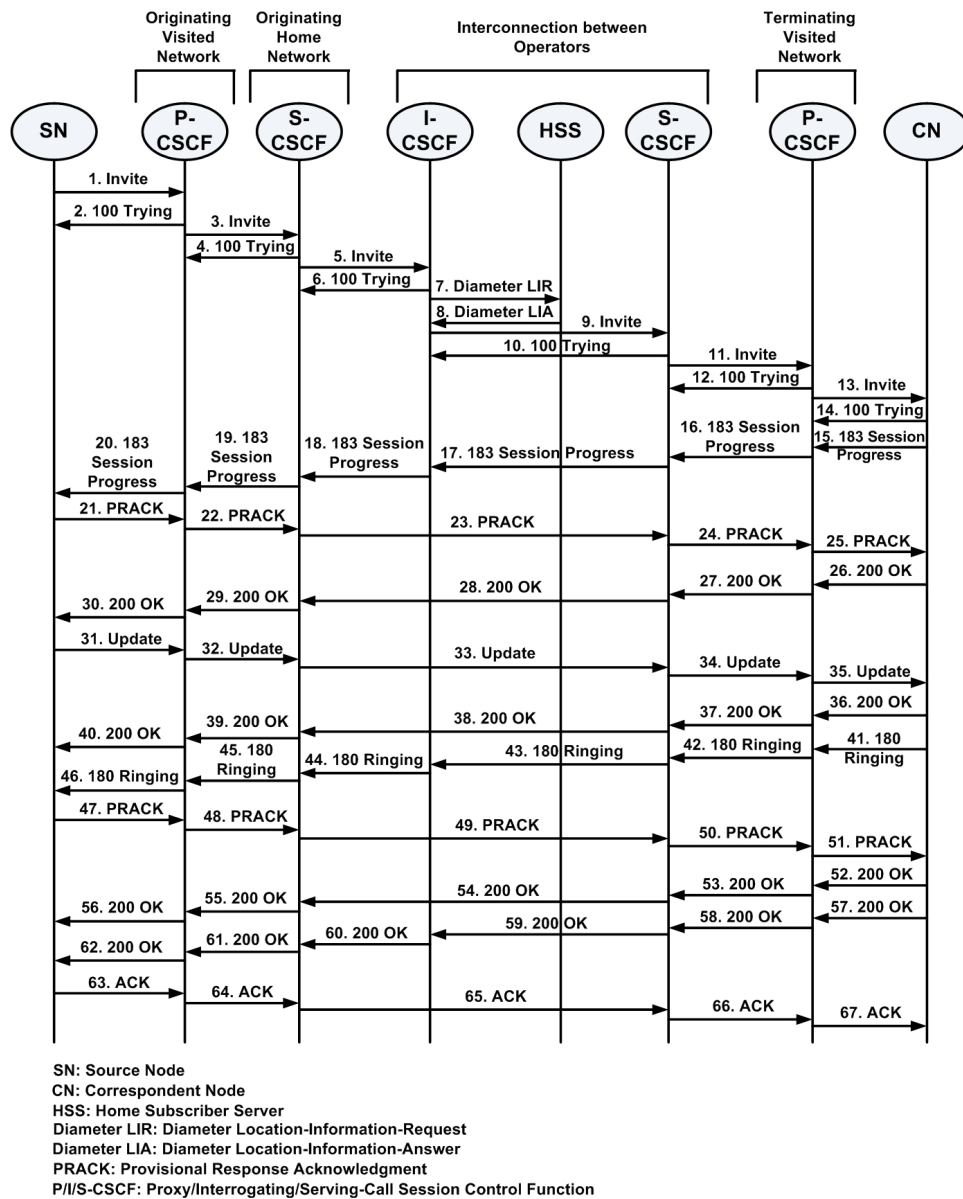 Originating
Visited
Network
Originating
Home
Network
Interconnection between
Operators
Terminating
Visited
Network
SN
P-
CSCF
S-
CSCF
I-
CSCF
HSS
S-
CSCF
P-
CSCF
CN
1. Invite
2. 100 Trying
3. Invite
4. 100 Trying
5. Invite
6. 100 Trying
7. Diameter LIR
8. Diameter LIA
9. Invite
10. 100 Trying
11. Invite
12. 100 Trying
13. Invite
14. 100 Trying
15. 183 Session
Progress
16. 183 Session
Progress
17. 183 Session Progress
18. 183 Session
Progress
19. 183
Session
Progress
20. 183
Session
Progress
21. PRACK
22. PRACK
23. PRACK
24. PRACK
25. PRACK
26. 200 OK
27. 200 OK
28. 200 OK
29. 200 OK
30. 200 OK
31. Update
32. Update
33. Update
34. Update
35. Update
36. 200 OK
37. 200 OK
38. 200 OK
39. 200 OK
40. 200 OK
41. 180
Ringing
42. 180 Ringing
43. 180 Ringing
44. 180 Ringing
45. 180
Ringing
46. 180 Ringing
47. PRACK
48. PRACK
49. PRACK
50. PRACK
51. PRACK
52. 200 OK
53. 200 OK
54. 200 OK
55. 200 OK
56. 200 OK
57. 200 OK
58. 200 OK
59. 200 OK
60. 200 OK
61. 200 OK
62. 200 OK
63. ACK
64. ACK
65. ACK
66. ACK
67. ACK
SN: Source Node
CN: Correspondent Node
HSS: Home Subscriber Server
Diameter LIR: Diameter Location-Information-Request
Diameter LIA: Diameter Location-Information-Answer
PRACK: Provisional Response Acknowledgment
P/I/S-CSCF: Proxy/Interrogating/Serving-Call Session Control Function